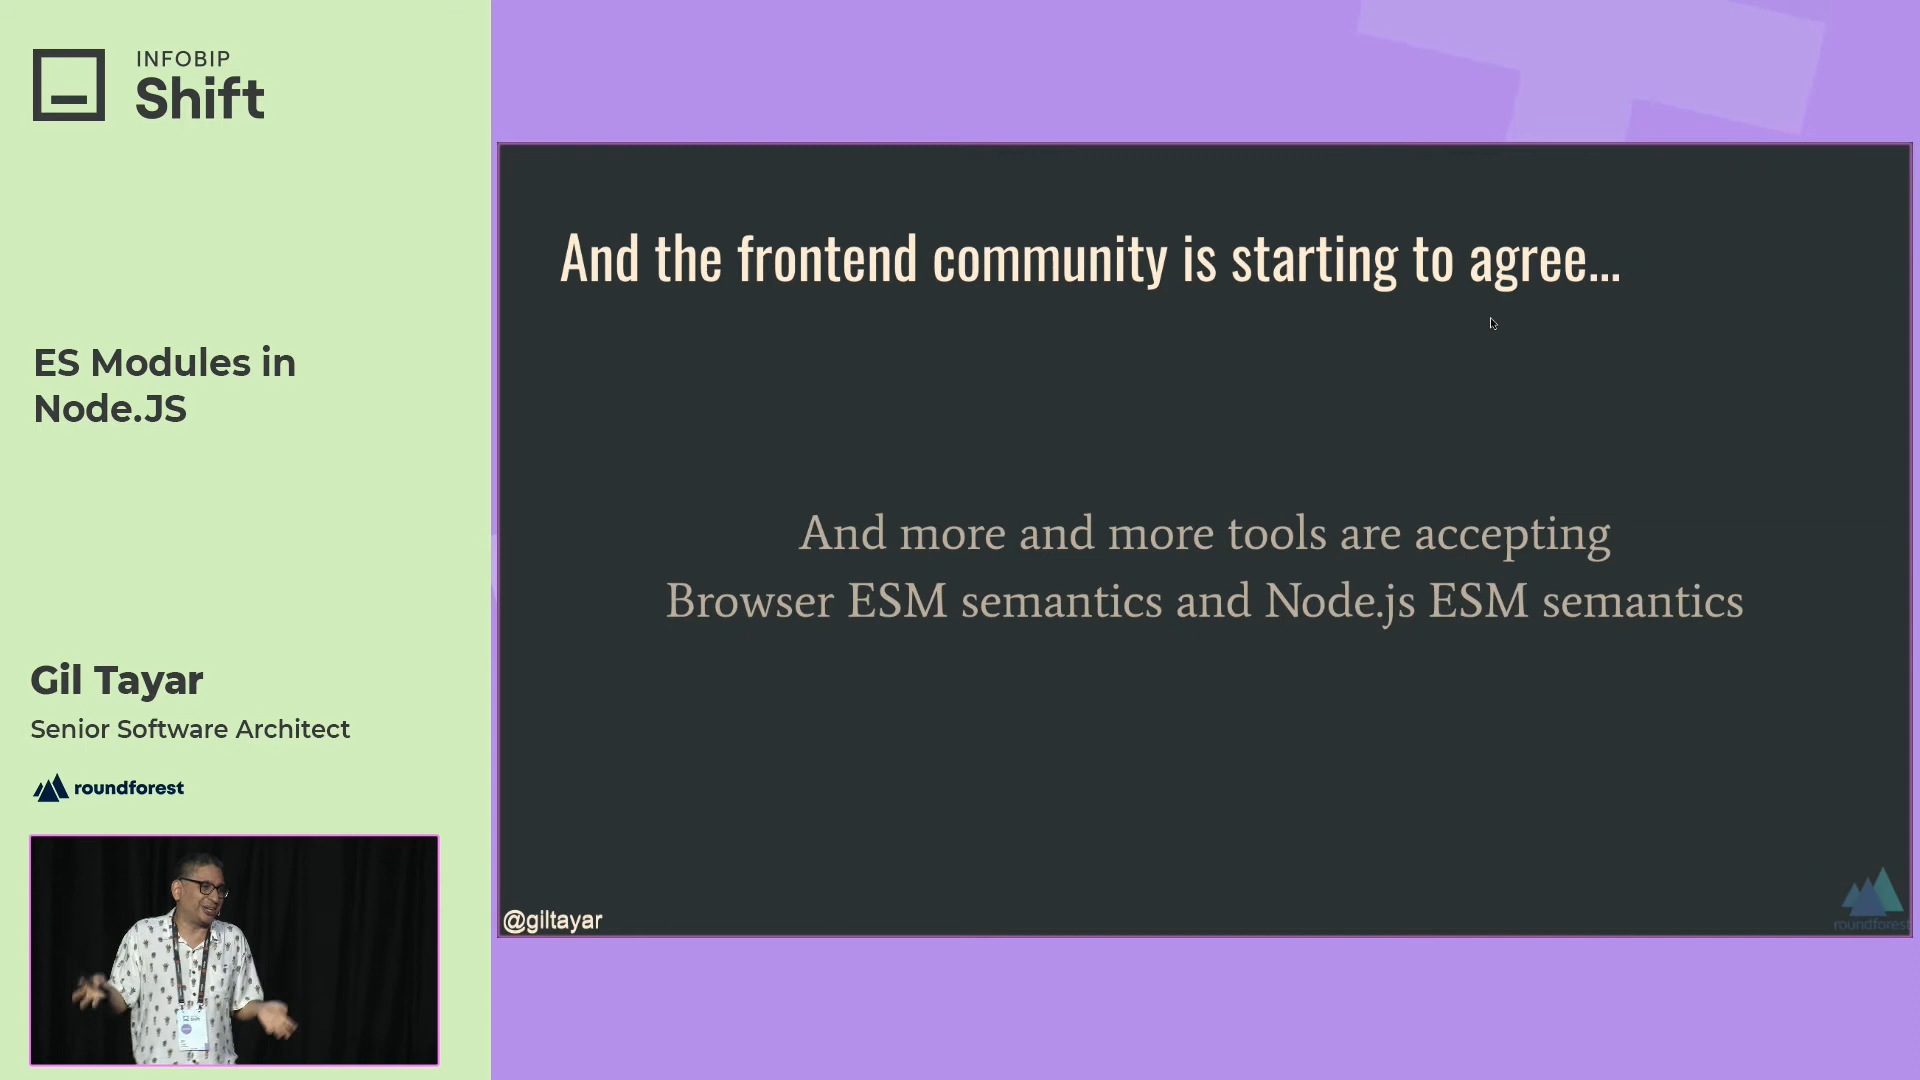 INFOBIP
Shift
ES Modules in
Node.JS
Gil Tayar
Senior Software Architect
roundforest
And the frontend community is starting to agree...
And more and more tools are accepting
Browser ESM semantics and Node.js ESM semantics
@giltayar
roundforest